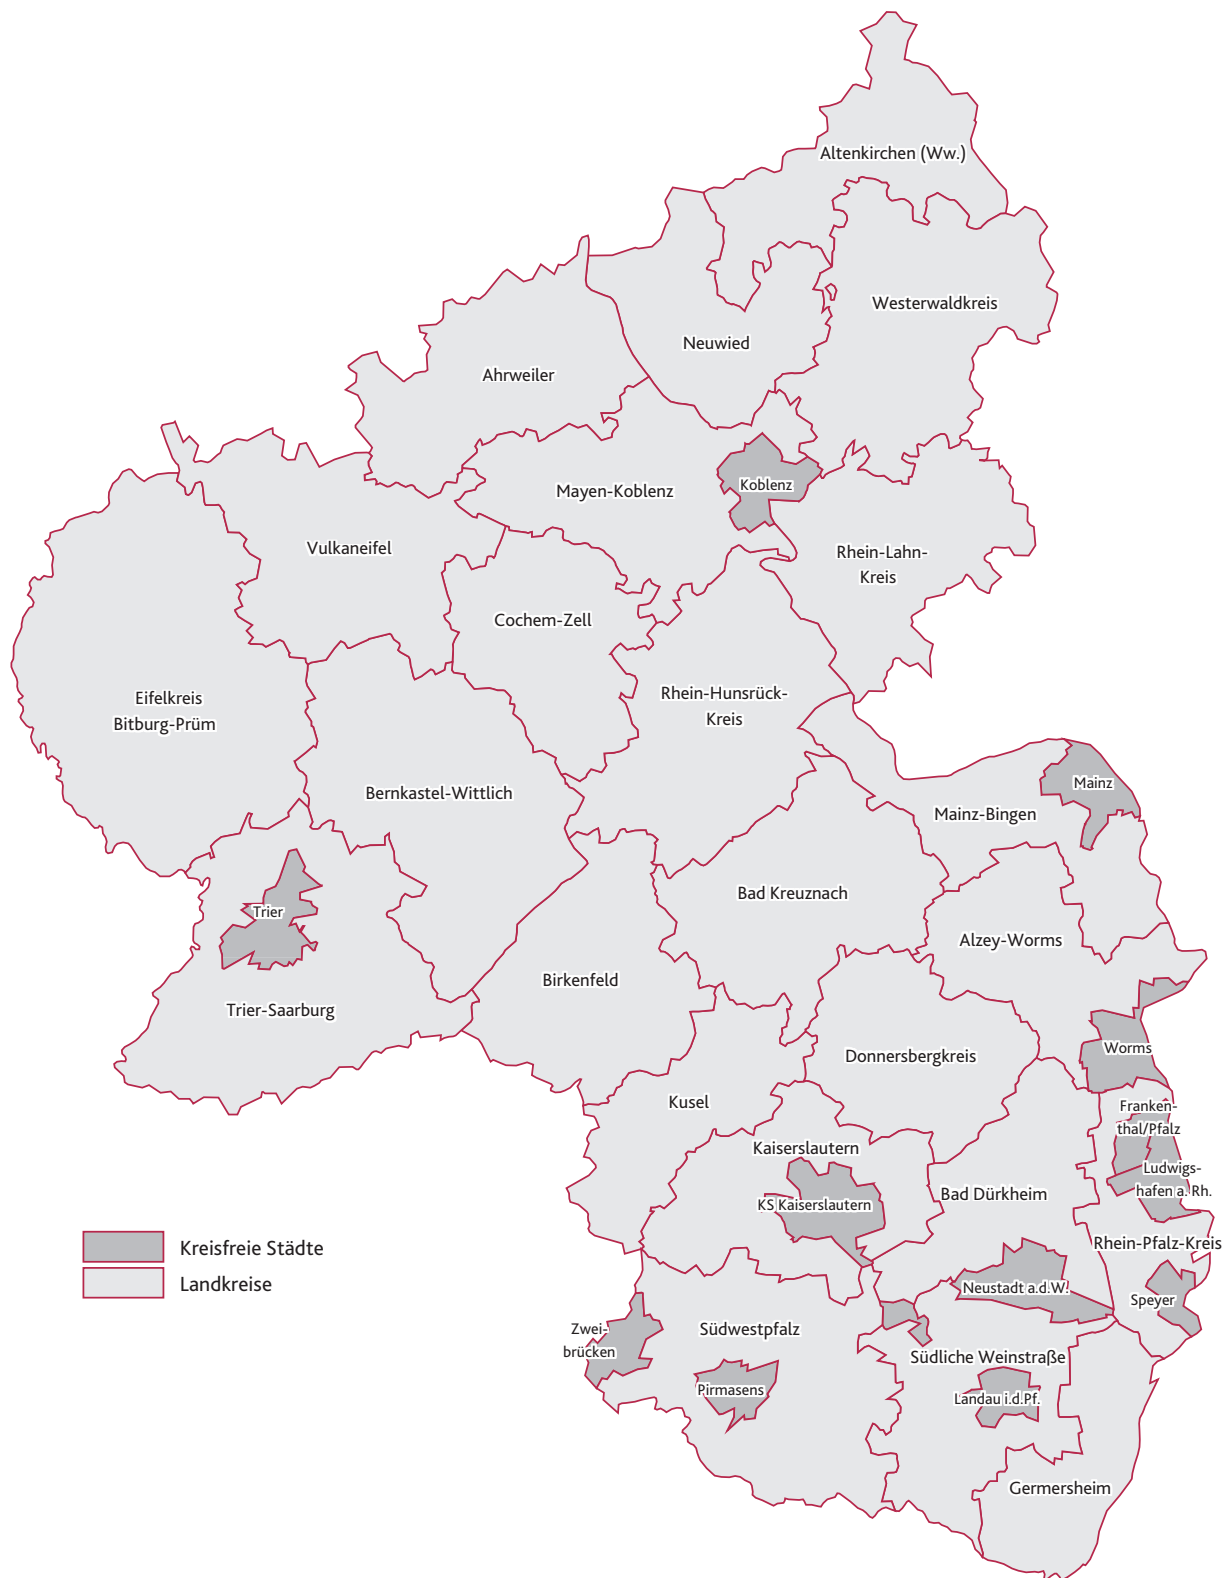 Altenkirchen (Ww.)
Westerwaldkreis
Neuwied
Ahrweiler
Koblenz
Mayen-Koblenz
Vulkaneifel
Rhein-Lahn-
Kreis
Cochem-Zell
Eifelkreis
Bitburg-Prüm
Rhein-Hunsrück-
Kreis
Bernkastel-Wittlich
Mainz
Mainz-Bingen
Bad Kreuznach
Trier
Alzey-Worms
Birkenfeld
Trier-Saarburg
Worms
Donnersbergkreis
Kusel
Franken-
thal/Pfalz
Kaiserslautern
Ludwigs-
hafen a. Rh.
Bad Dürkheim
KS Kaiserslautern
Rhein-Pfalz-Kreis
Kreisfreie Städte
Landkreise
Neustadt a.d.W.
Speyer
Zwei-
brücken
Südwestpfalz
Südliche Weinstraße
Pirmasens
Landau i.d.Pf.
Germersheim